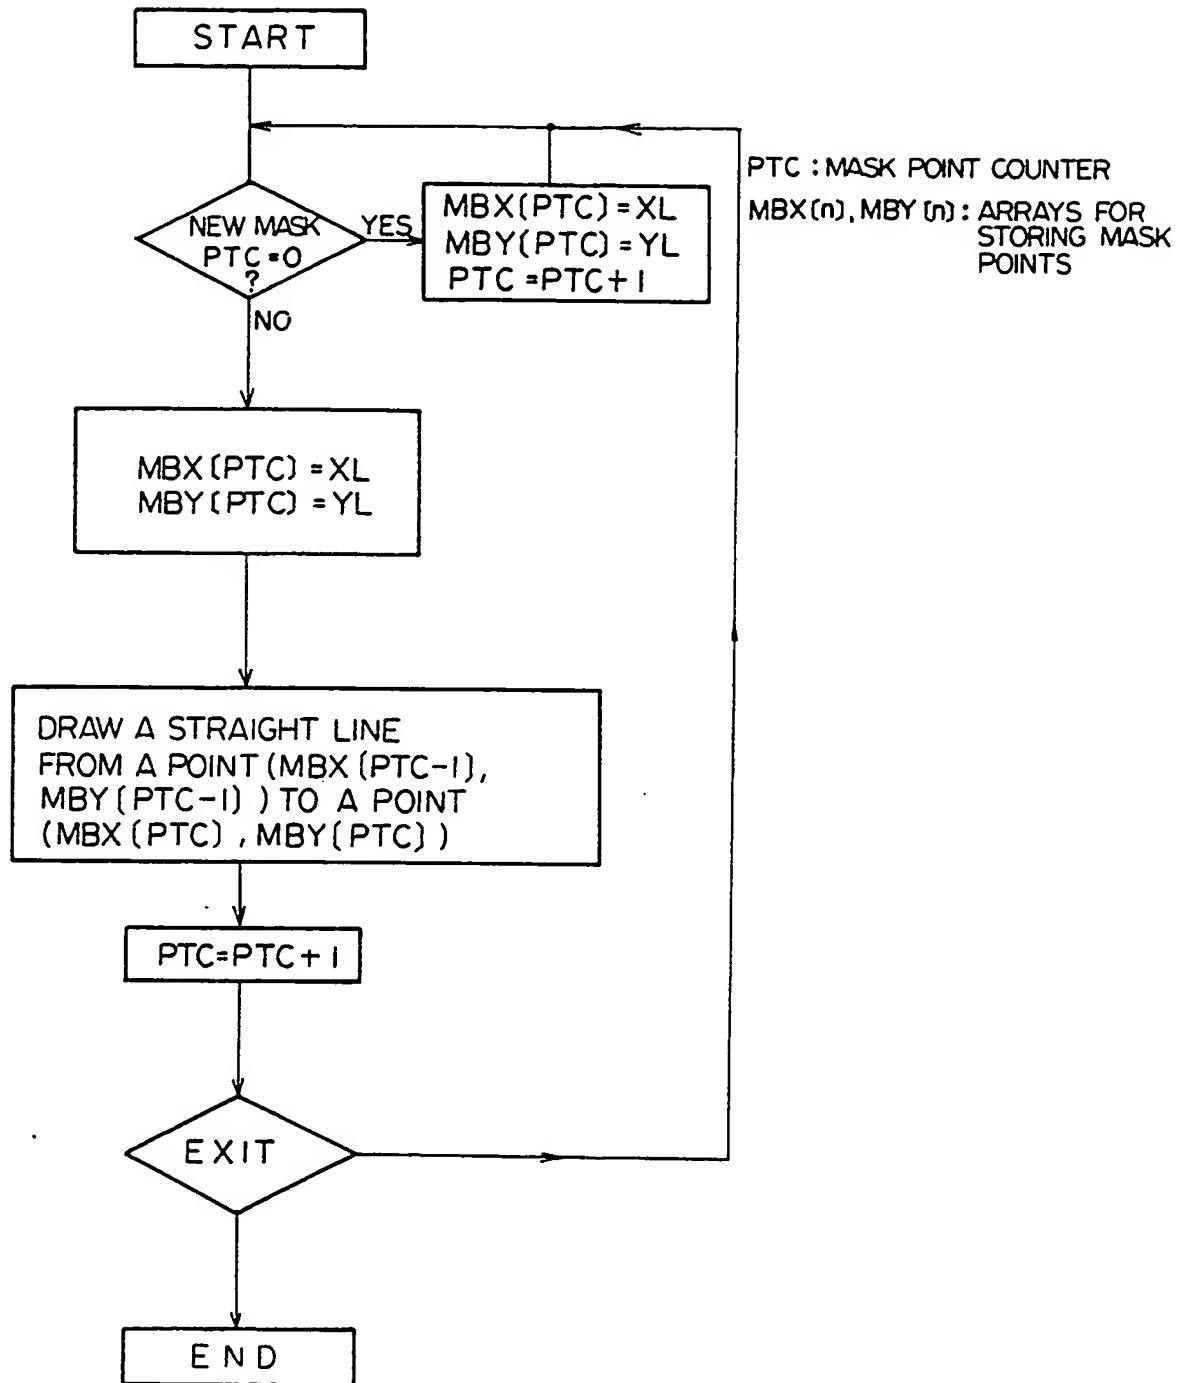 START
NEW MASK
PTC=0
?
YES
NO
MBX(PTC)=XL
MBY(PTC)=YL
PTC=PTC+1
PTC : MASK POINT COUNTER
MBX(n), MBY(n) : ARRAYS FOR
STORING MASK
POINTS
MBX(PTC) = XL
MBY(PTC) = YL
DRAW A STRAIGHT LINE
FROM A POINT (MBX(PTC-1),
MBY(PTC-1) ) TO A POINT
(MBX(PTC) , MBY(PTC) )
PTC=PTC+1
EXIT
END